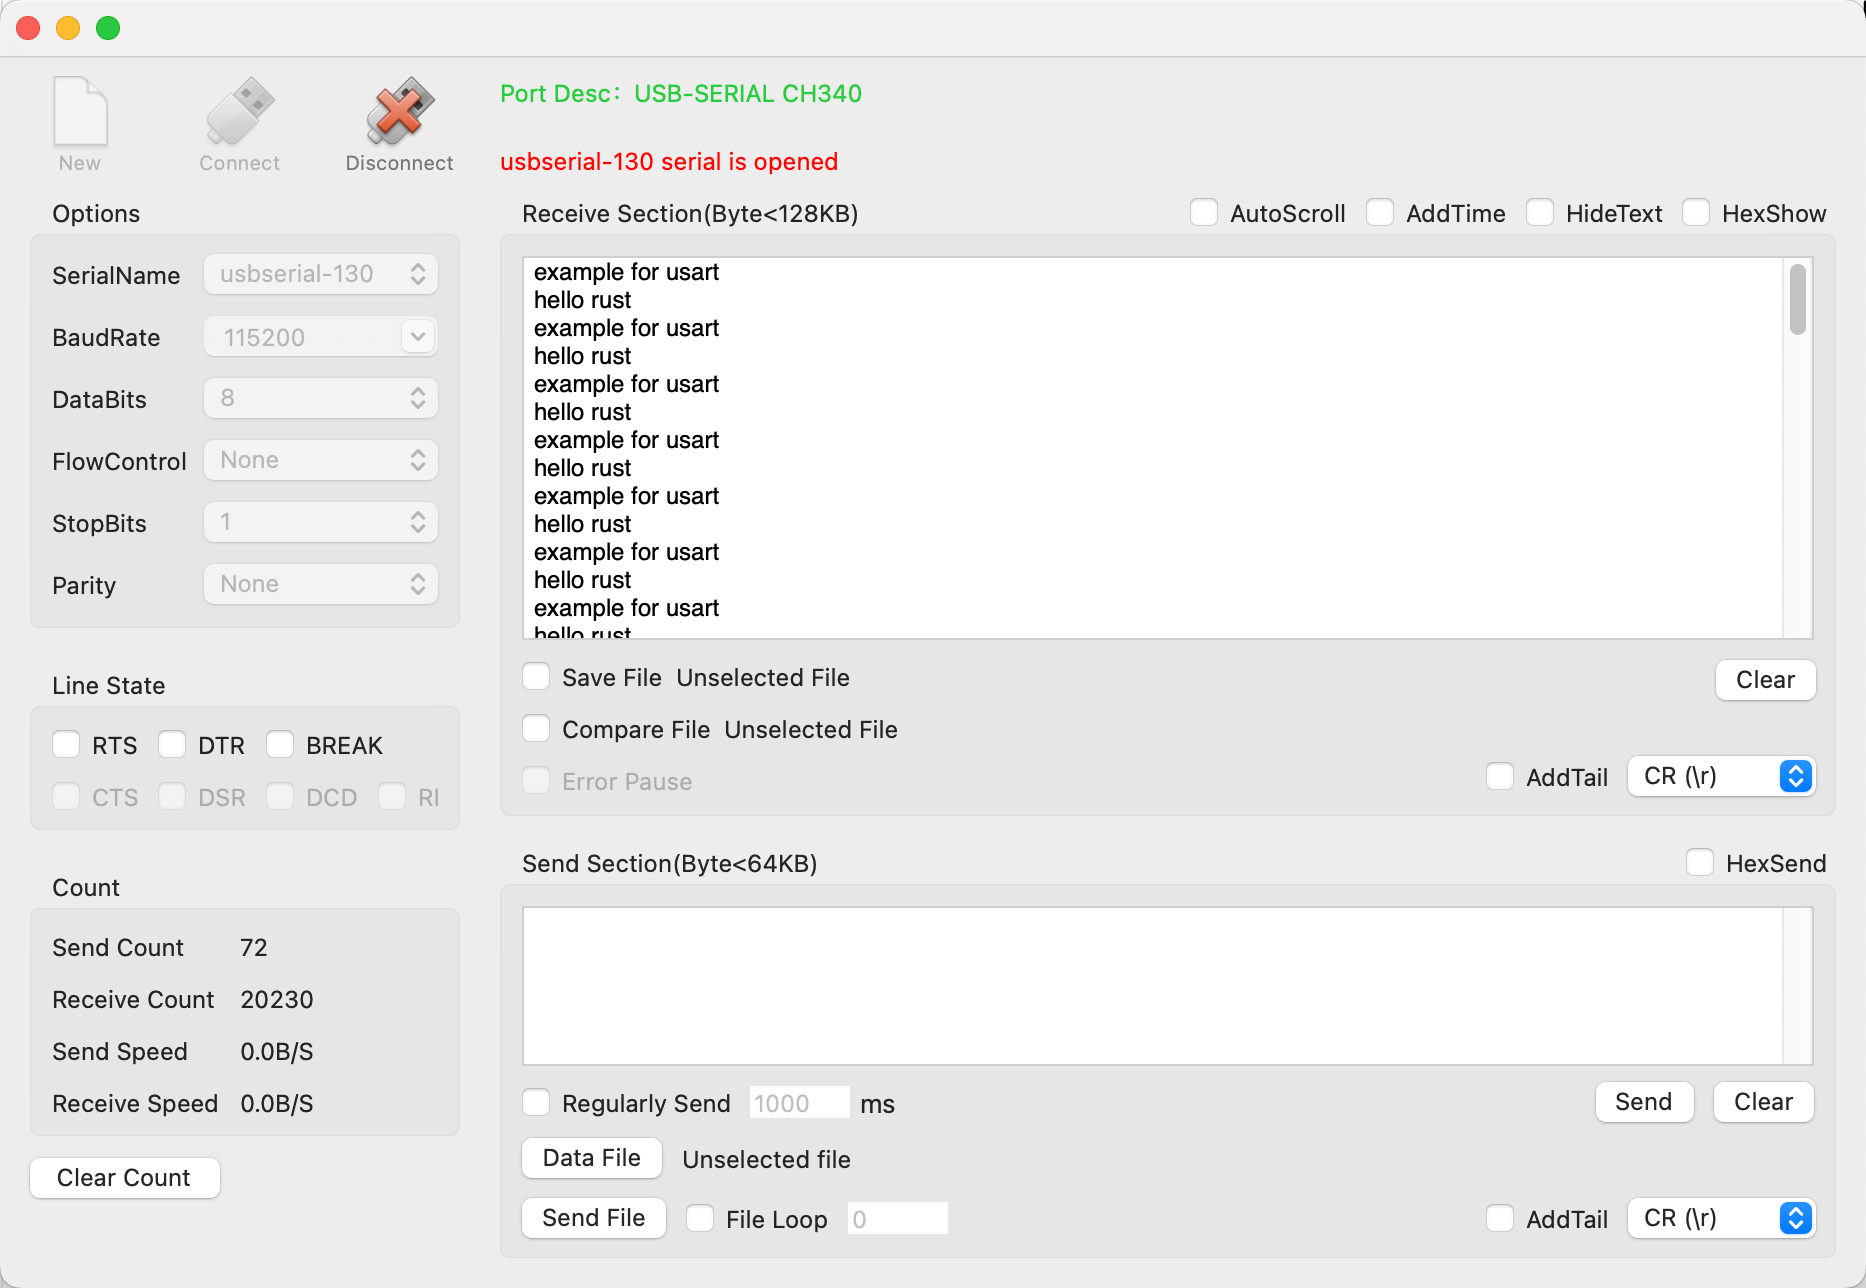 New
Connect
Disconnect
Port Desc: USB-SERIAL CH340
usbserial-130 serial is opened
Options
SerialName usbserial-130
BaudRate 115200
DataBits 8
FlowControl None
StopBits 1
Parity None
Line State
RTS DTR BREAK
CTS DSR DCD RI
Count
Send Count 72
Receive Count 20230
Send Speed 0.0B/S
Receive Speed 0.0B/S
Clear Count
Receive Section(Byte<128KB) AutoScroll AddTime HideText HexShow
example for usart
hello rust
example for usart
hello rust
example for usart
hello rust
example for usart
hello rust
example for usart
hello rust
example for usart
hello rust
example for usart
hello rust
Save File Unselected File Clear
Compare File Unselected File
Error Pause AddTail CR (\r)
Send Section(Byte<64KB) HexSend
Regularly Send 1000 ms Send Clear
Data File Unselected file
Send File File Loop 0 AddTail CR (\r)